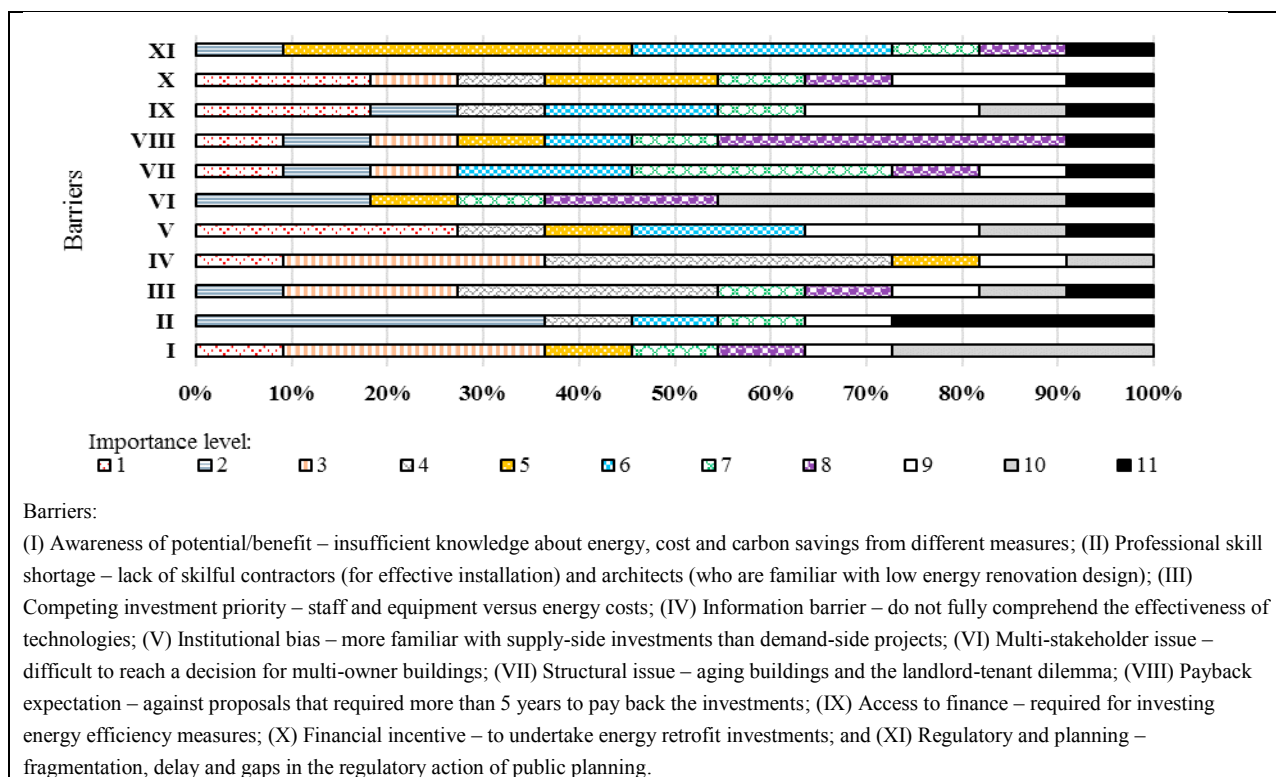 XI
X
IX
VIII
VII
VI
V
IV
III
II
I
Barriers
0% 10% 20% 30% 40% 50% 60% 70% 80% 90% 100%
Importance level:
1 2 3 4 5 6 7 8 9 10 11
Barriers:
(I) Awareness of potential/benefit – insufficient knowledge about energy, cost and carbon savings from different measures; (II) Professional skill
shortage – lack of skilful contractors (for effective installation) and architects (who are familiar with low energy renovation design); (III)
Competing investment priority – staff and equipment versus energy costs; (IV) Information barrier – do not fully comprehend the effectiveness of
technologies; (V) Institutional bias – more familiar with supply-side investments than demand-side projects; (VI) Multi-stakeholder issue –
difficult to reach a decision for multi-owner buildings; (VII) Structural issue – aging buildings and the landlord-tenant dilemma; (VIII) Payback
expectation – against proposals that required more than 5 years to pay back the investments; (IX) Access to finance – required for investing
energy efficiency measures; (X) Financial incentive – to undertake energy retrofit investments; and (XI) Regulatory and planning –
fragmentation, delay and gaps in the regulatory action of public planning.